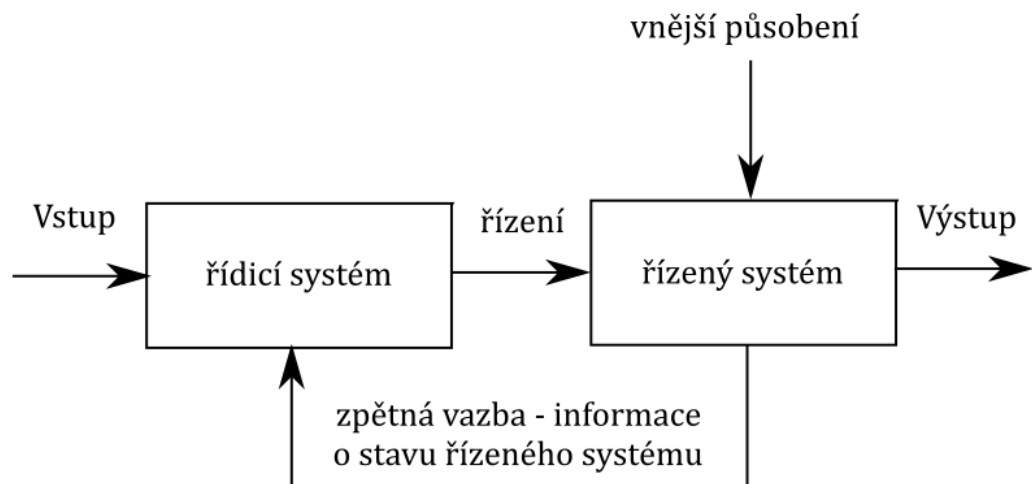 vnější působení
Vstup
řídicí systém
řízení
řízený systém
Výstup
zpětná vazba - informace
o stavu řízeného systému